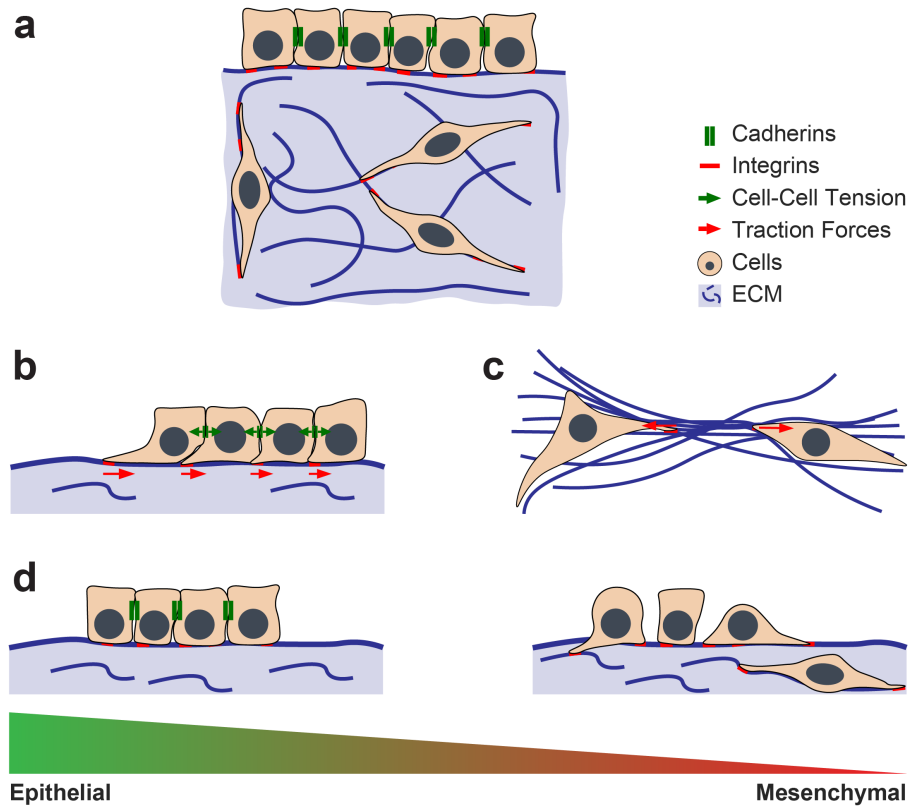 a
Cadherins
Integrins
Cell-Cell Tension
Traction Forces
Cells
ECM
b
c
d
Epithelial
Mesenchymal